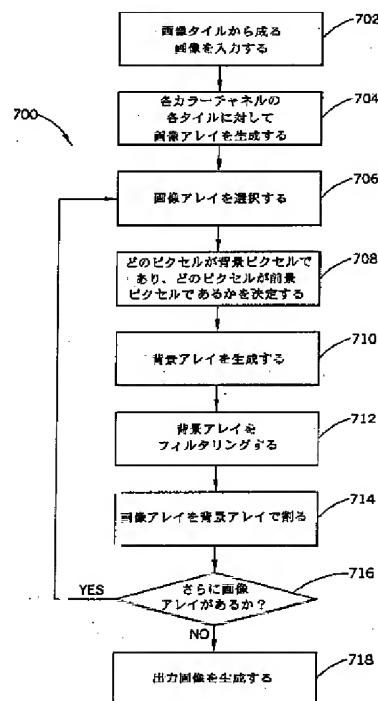 画像タイルから成る
画像を入力する
702
各カラーチャネルの
各タイルに対して
画像アレイを生成する
704
700
画像アレイを選択する
706
どのピクセルが背景ピクセルで
あり、どのピクセルが前景
ピクセルであるかを決定する
708
背景アレイを生成する
710
背景アレイを
フィルタリングする
712
画像アレイを背景アレイで割る
714
さらに画像
アレイがあるか？
716
YES
NO
出力画像を生成する
718